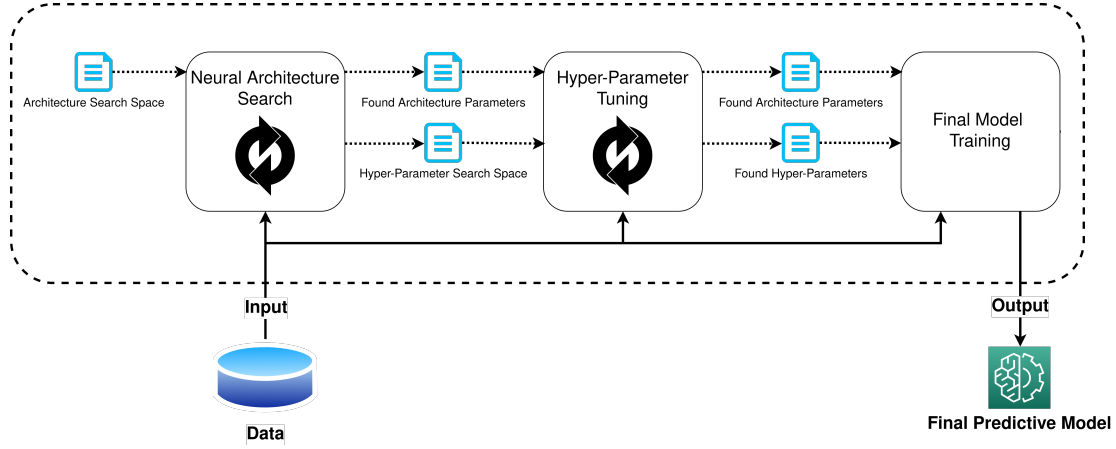 Neural Architecture
Search
Hyper-Parameter
Tuning
Final Model
Training
Architecture Search Space
Found Architecture Parameters
Found Architecture Parameters
Hyper-Parameter Search Space
Found Hyper-Parameters
Input
Output
Data
Final Predictive Model